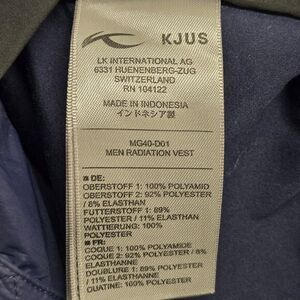 KJUS
LK INTERNATIONAL AG
6331 HUENENBERG-ZUG
SWITZERLAND
RN 104122
MADE IN INDONESIA
インドネシア製
MG40-D01
MEN RADIATION VEST
DE:
OBERSTOFF 1: 100% POLYAMID
OBERSTOFF 2: 92% POLYESTER
/ 8% ELASTHAN
FUTTERSTOFF 1: 89%
POLYESTER / 11% ELASTHAN
WATTIERUNG: 100%
POLYESTER
FR:
COQUE 1: 100% POLYAMIDE
COQUE 2: 92% POLYESTER / 8%
ELASTHANNE
DOUBLURE 1: 89% POLYESTER
/ 11% ELASTHANNE
OUATINE: 100% POLYESTER